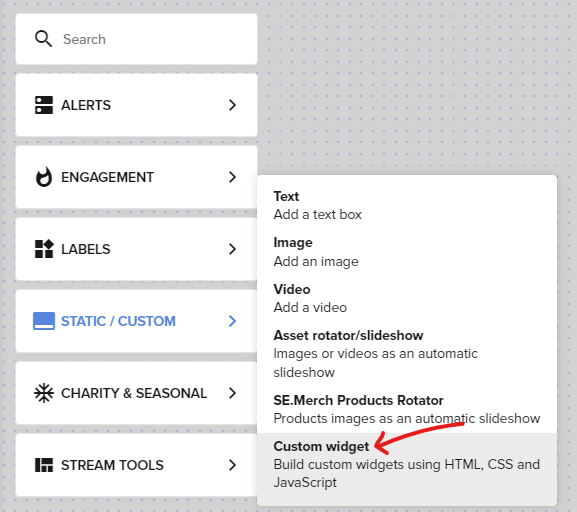 Search
ALERTS
ENGAGEMENT
LABELS
STATIC / CUSTOM
CHARITY & SEASONAL
STREAM TOOLS
Text
Add a text box
Image
Add an image
Video
Add a video
Asset rotator/slideshow
Images or videos as an automatic
slideshow
SE.Merch Products Rotator
Products images as an automatic slideshow
Custom widget
Build custom widgets using HTML, CSS and
JavaScript